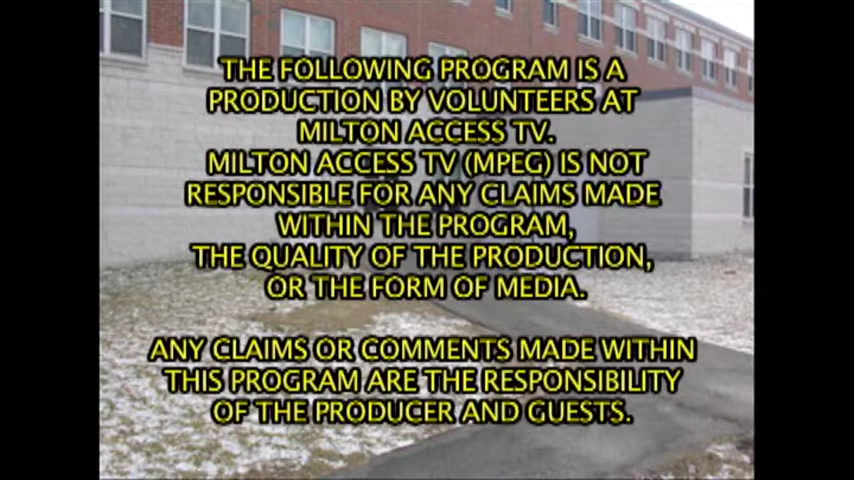 THE FOLLOWING PROGRAM IS A
PRODUCTION BY VOLUNTEERS AT
MILTON ACCESS TV.
MILTON ACCESS TV (MPEG) IS NOT
RESPONSIBLE FOR ANY CLAIMS MADE
WITHIN THE PROGRAM,
THE QUALITY OF THE PRODUCTION,
OR THE FORM OF MEDIA.
ANY CLAIMS OR COMMENTS MADE WITHIN
THIS PROGRAM ARE THE RESPONSIBILITY
OF THE PRODUCER AND GUESTS.